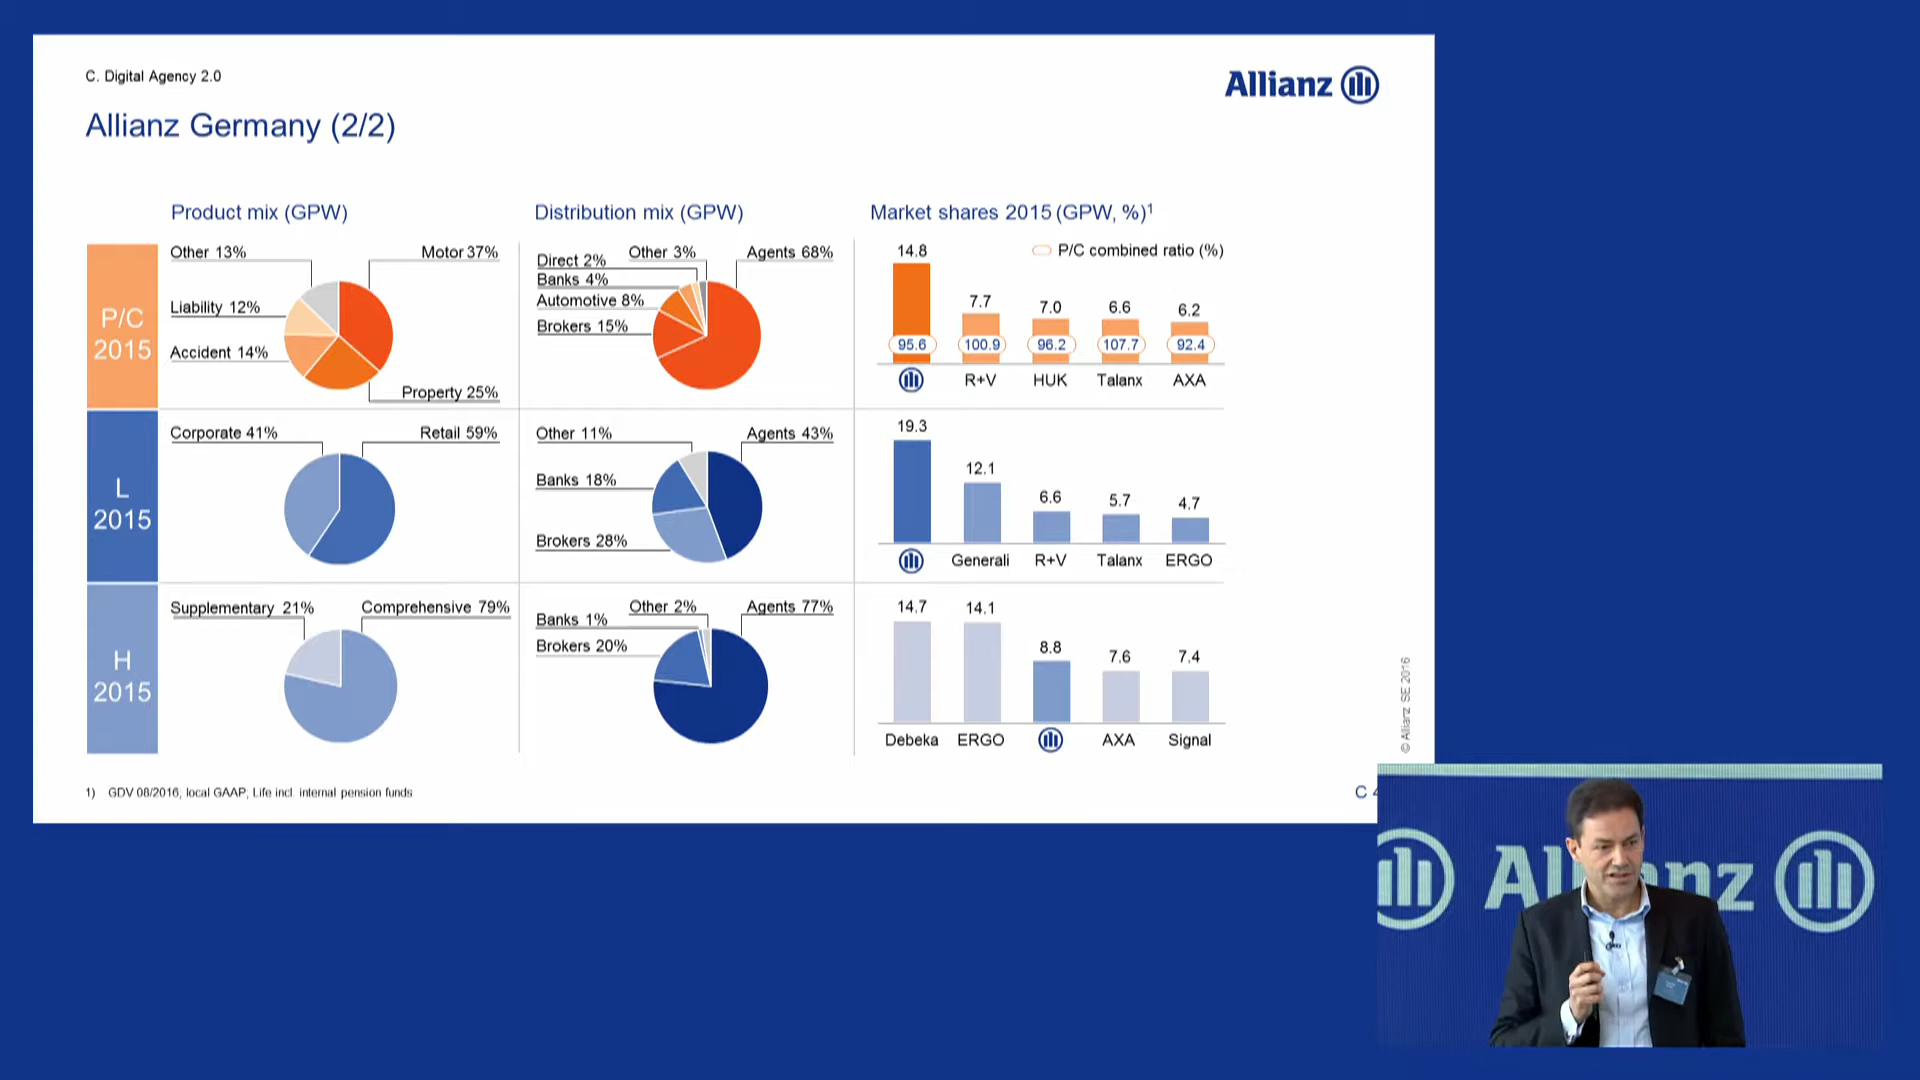 C. Digital Agency 2.0
Allianz
Allianz Germany (2/2)
Product mix (GPW)
Distribution mix (GPW)
Market shares 2015 (GPW, %)¹
P/C
2015
Other 13%
Motor 37%
Liability 12%
Accident 14%
Property 25%
Direct 2%
Other 3%
Agents 68%
Banks 4%
Automotive 8%
Brokers 15%
P/C combined ratio (%)
14.8
7.7
7.0
6.6
6.2
95.6
100.9
96.2
107.7
92.4
R+V
HUK
Talanx
AXA
L
2015
Corporate 41%
Retail 59%
Other 11%
Agents 43%
Banks 18%
Brokers 28%
19.3
12.1
6.6
5.7
4.7
Generali
R+V
Talanx
ERGO
H
2015
Supplementary 21%
Comprehensive 79%
Other 2%
Agents 77%
Banks 1%
Brokers 20%
14.7
14.1
8.8
7.6
7.4
Debeka
ERGO
AXA
Signal
© Allianz SE 2016
1) GDV 08/2016, local GAAP; Life incl. internal pension funds
C 4
Allianz